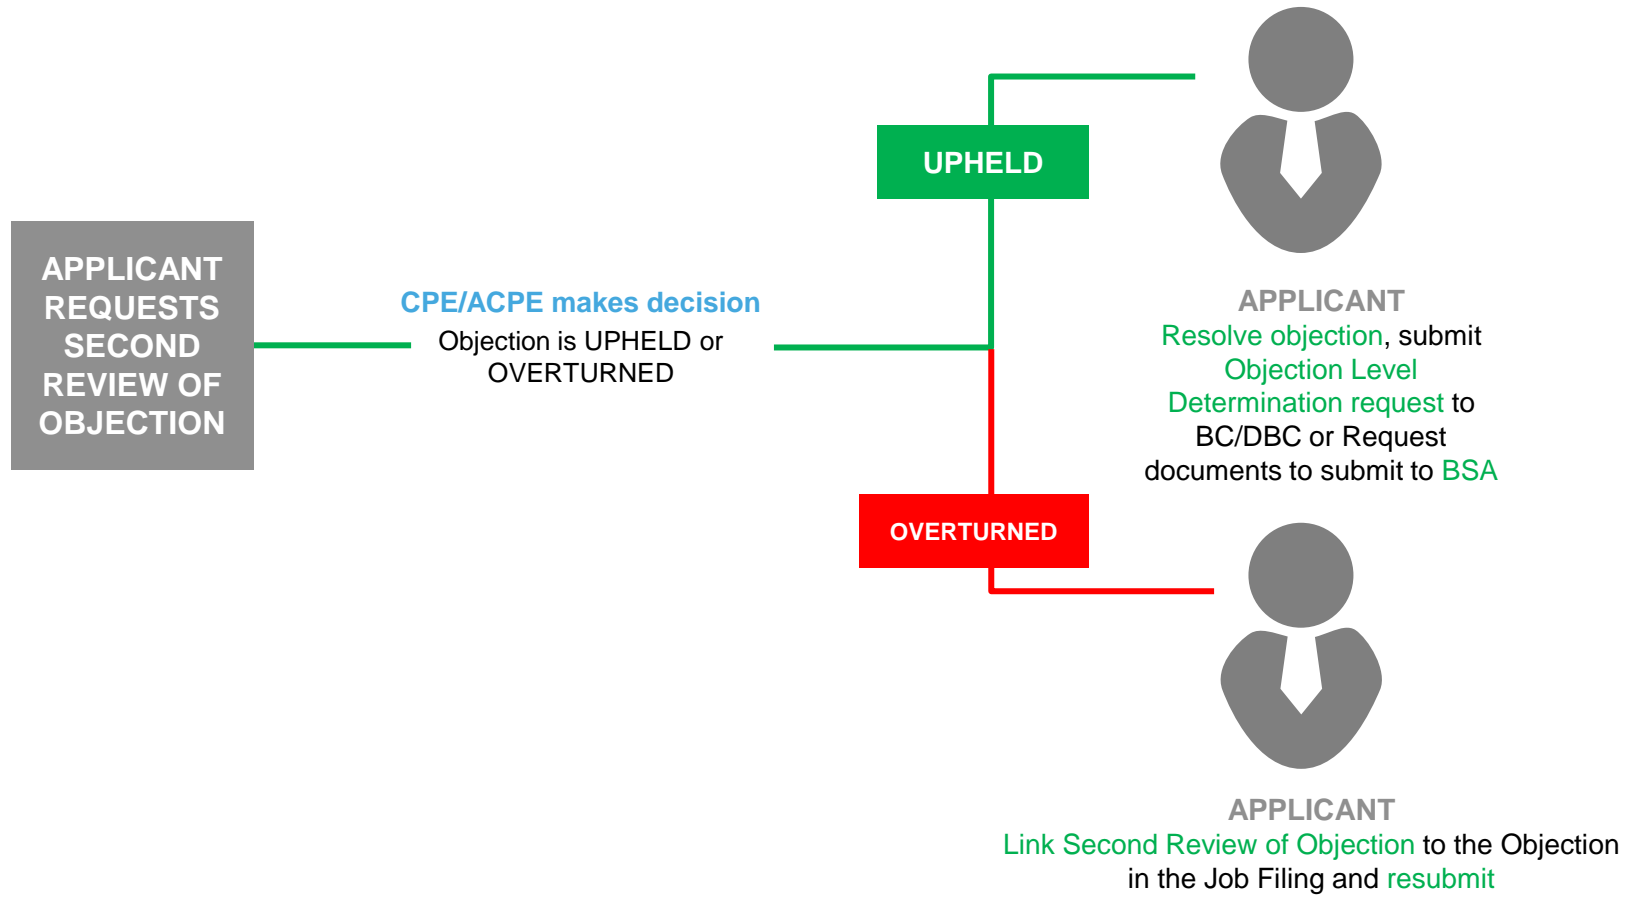 APPLICANT
REQUESTS
SECOND
REVIEW OF
OBJECTION
CPE/ACPE makes decision
Objection is UPHELD or
OVERTURNED
UPHELD
APPLICANT
Resolve objection, submit
Objection Level
Determination request to
BC/DBC or Request
documents to submit to BSA
OVERTURNED
APPLICANT
Link Second Review of Objection to the Objection
in the Job Filing and resubmit